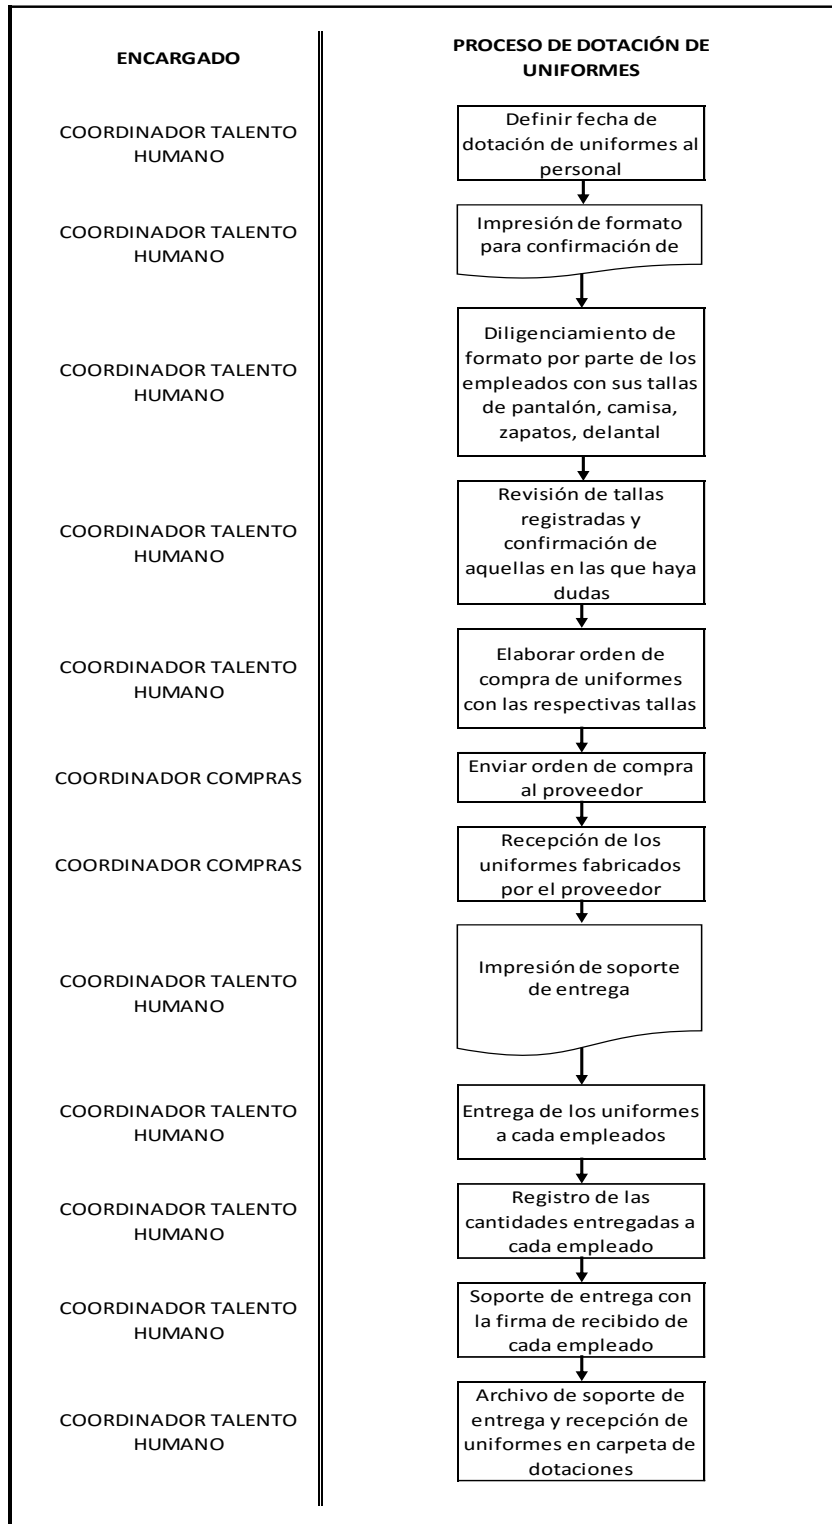 ENCARGADO
PROCESO DE DOTACIÓN DE
UNIFORMES
COORDINADOR TALENTO
HUMANO
Definir fecha de
dotación de uniformes al
personal
COORDINADOR TALENTO
HUMANO
Impresión de formato
para confirmación de
COORDINADOR TALENTO
HUMANO
Diligenciamiento de
formato por parte de los
empleados con sus tallas
de pantalón, camisa,
zapatos, delantal
COORDINADOR TALENTO
HUMANO
Revisión de tallas
registradas y
confirmación de
aquellas en las que haya
dudas
COORDINADOR TALENTO
HUMANO
Elaborar orden de
compra de uniformes
con las respectivas tallas
COORDINADOR COMPRAS
Enviar orden de compra
al proveedor
COORDINADOR COMPRAS
Recepción de los
uniformes fabricados
por el proveedor
COORDINADOR TALENTO
HUMANO
Impresión de soporte
de entrega
COORDINADOR TALENTO
HUMANO
Entrega de los uniformes
a cada empleados
COORDINADOR TALENTO
HUMANO
Registro de las
cantidades entregadas a
cada empleado
COORDINADOR TALENTO
HUMANO
Soporte de entrega con
la firma de recibido de
cada empleado
COORDINADOR TALENTO
HUMANO
Archivo de soporte de
entrega y recepción de
uniformes en carpeta de
dotaciones